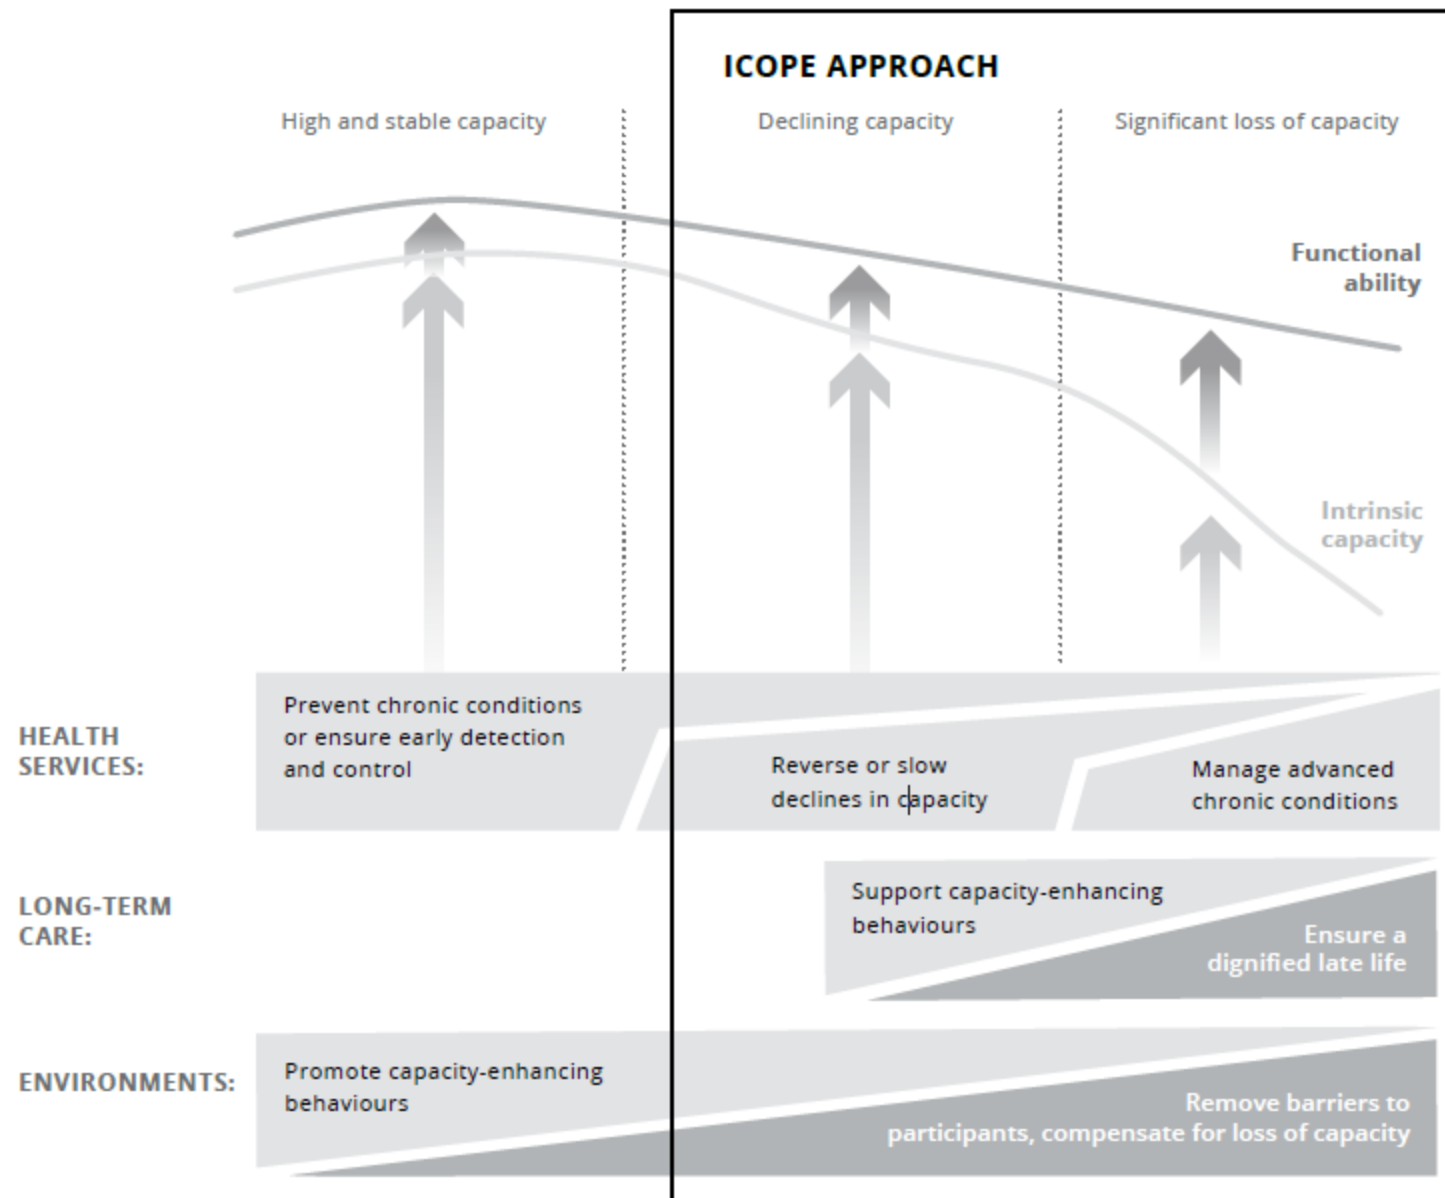 ICOPE APPROACH
High and stable capacity
Declining capacity
Significant loss of capacity
Functional
ability
Intrinsic
capacity
HEALTH
SERVICES:
Prevent chronic conditions
or ensure early detection
and control
Reverse or slow
declines in capacity
Manage advanced
chronic conditions
LONG-TERM
CARE:
Support capacity-enhancing
behaviours
Ensure a
dignified late life
ENVIRONMENTS:
Promote capacity-enhancing
behaviours
Remove barriers to
participants, compensate for loss of capacity